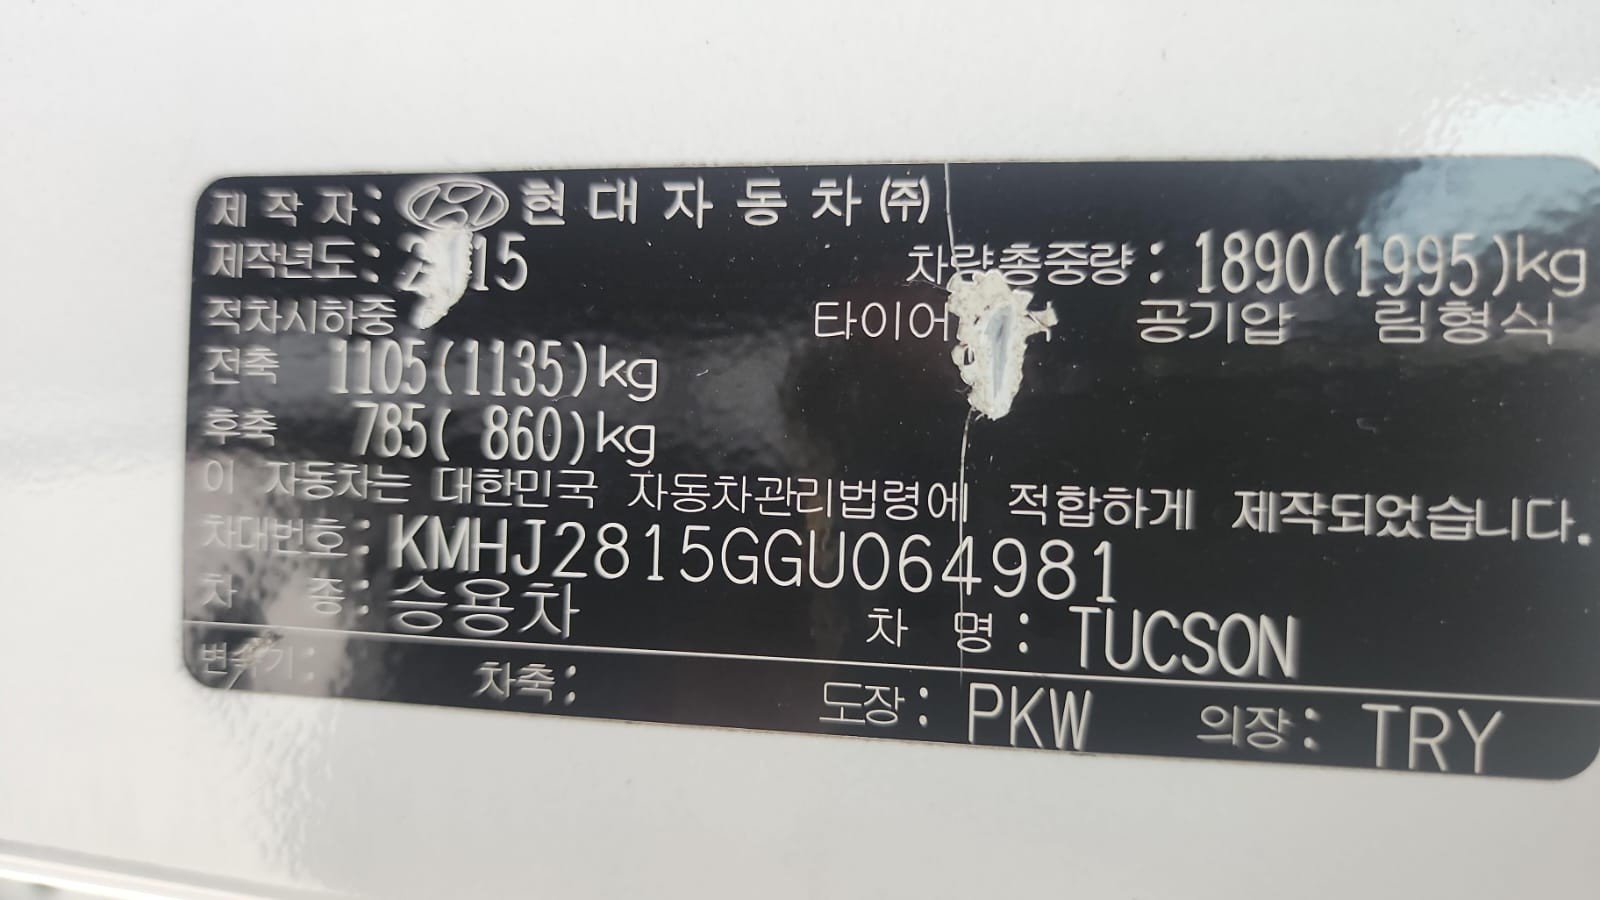 제 작 자 : 현 대 자 동 차 ㈜
제작년도 : 15
차량총중량 : 1890(1995)kg
적차시하중
공기압 림형식
전축 1105(1135)kg
후축 785( 860)kg
이 자동차는 대한민국 자동차관리법령에 적합하게 제작되었습니다.
차대번호 : KMHJ2815GGU064981
차 종 : 승용차
차 명 : TUCSON
변속기 :
차축 :
도장 : PKW
의장 : TRY